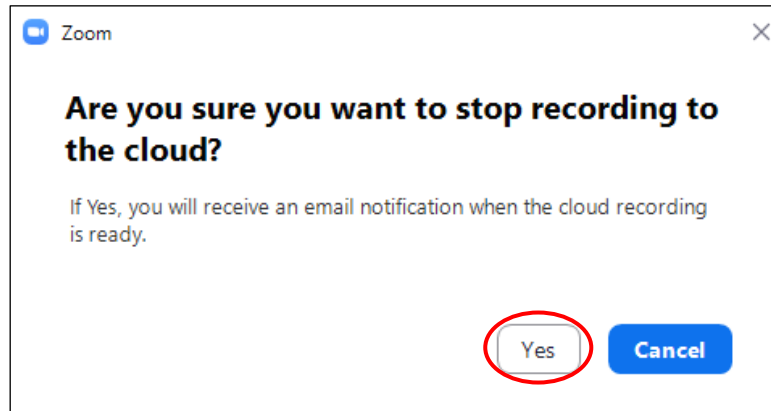 Zoom
Are you sure you want to stop recording to
the cloud?
If Yes, you will receive an email notification when the cloud recording
is ready.
Yes
Cancel